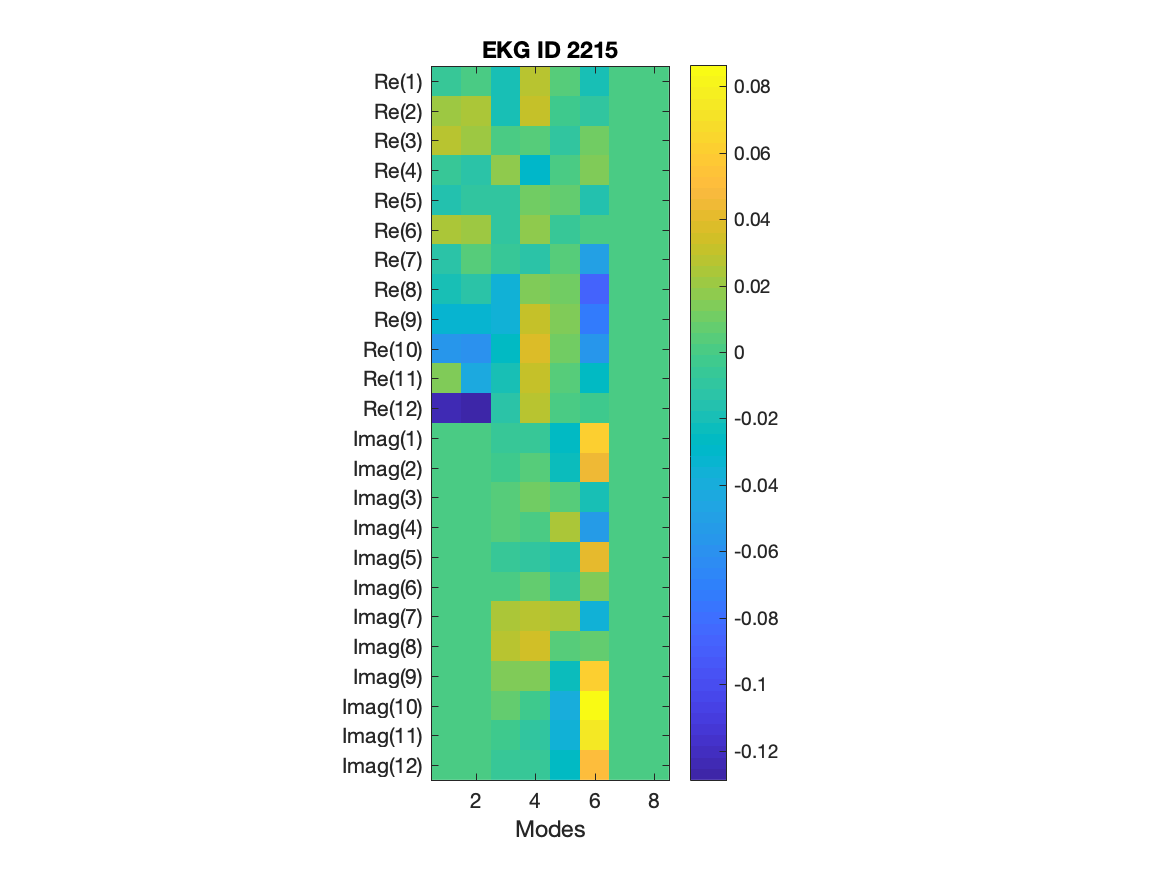 EKG ID 2215
Re(1)
Re(2)
Re(3)
Re(4)
Re(5)
Re(6)
Re(7)
Re(8)
Re(9)
Re(10)
Re(11)
Re(12)
Imag(1)
Imag(2)
Imag(3)
Imag(4)
Imag(5)
Imag(6)
Imag(7)
Imag(8)
Imag(9)
Imag(10)
Imag(11)
Imag(12)
2 4 6 8
Modes
0.08
0.06
0.04
0.02
0
-0.02
-0.04
-0.06
-0.08
-0.1
-0.12